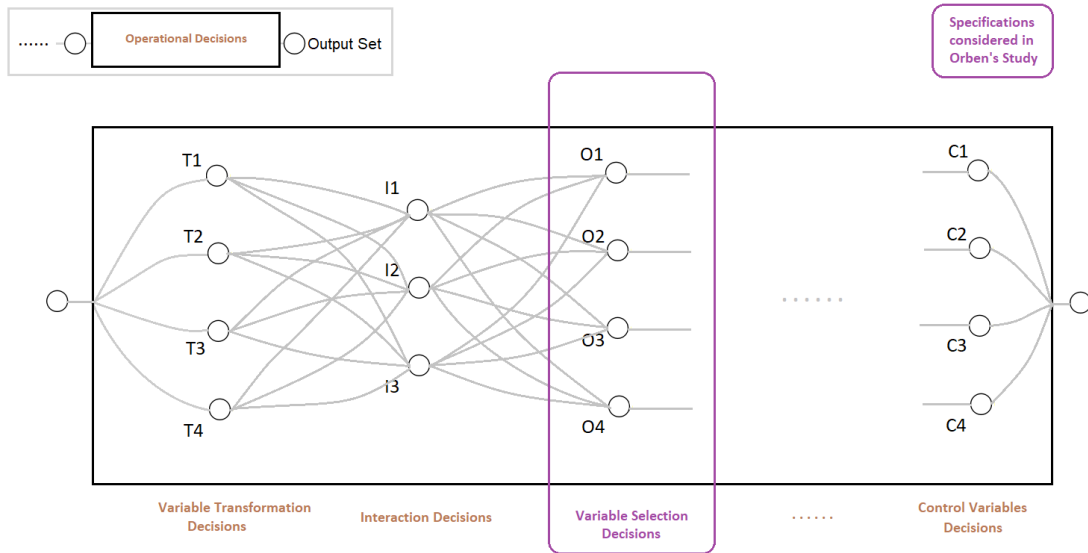 ...... Operational Decisions Output Set
Specifications
considered in
Orben's Study
T1 I1 O1 C1
T2 I2 O2 C2
......
T3 I3 O3 C3
T4 O4 C4
Variable Transformation
Decisions
Interaction Decisions
Variable Selection
Decisions
......
Control Variables
Decisions